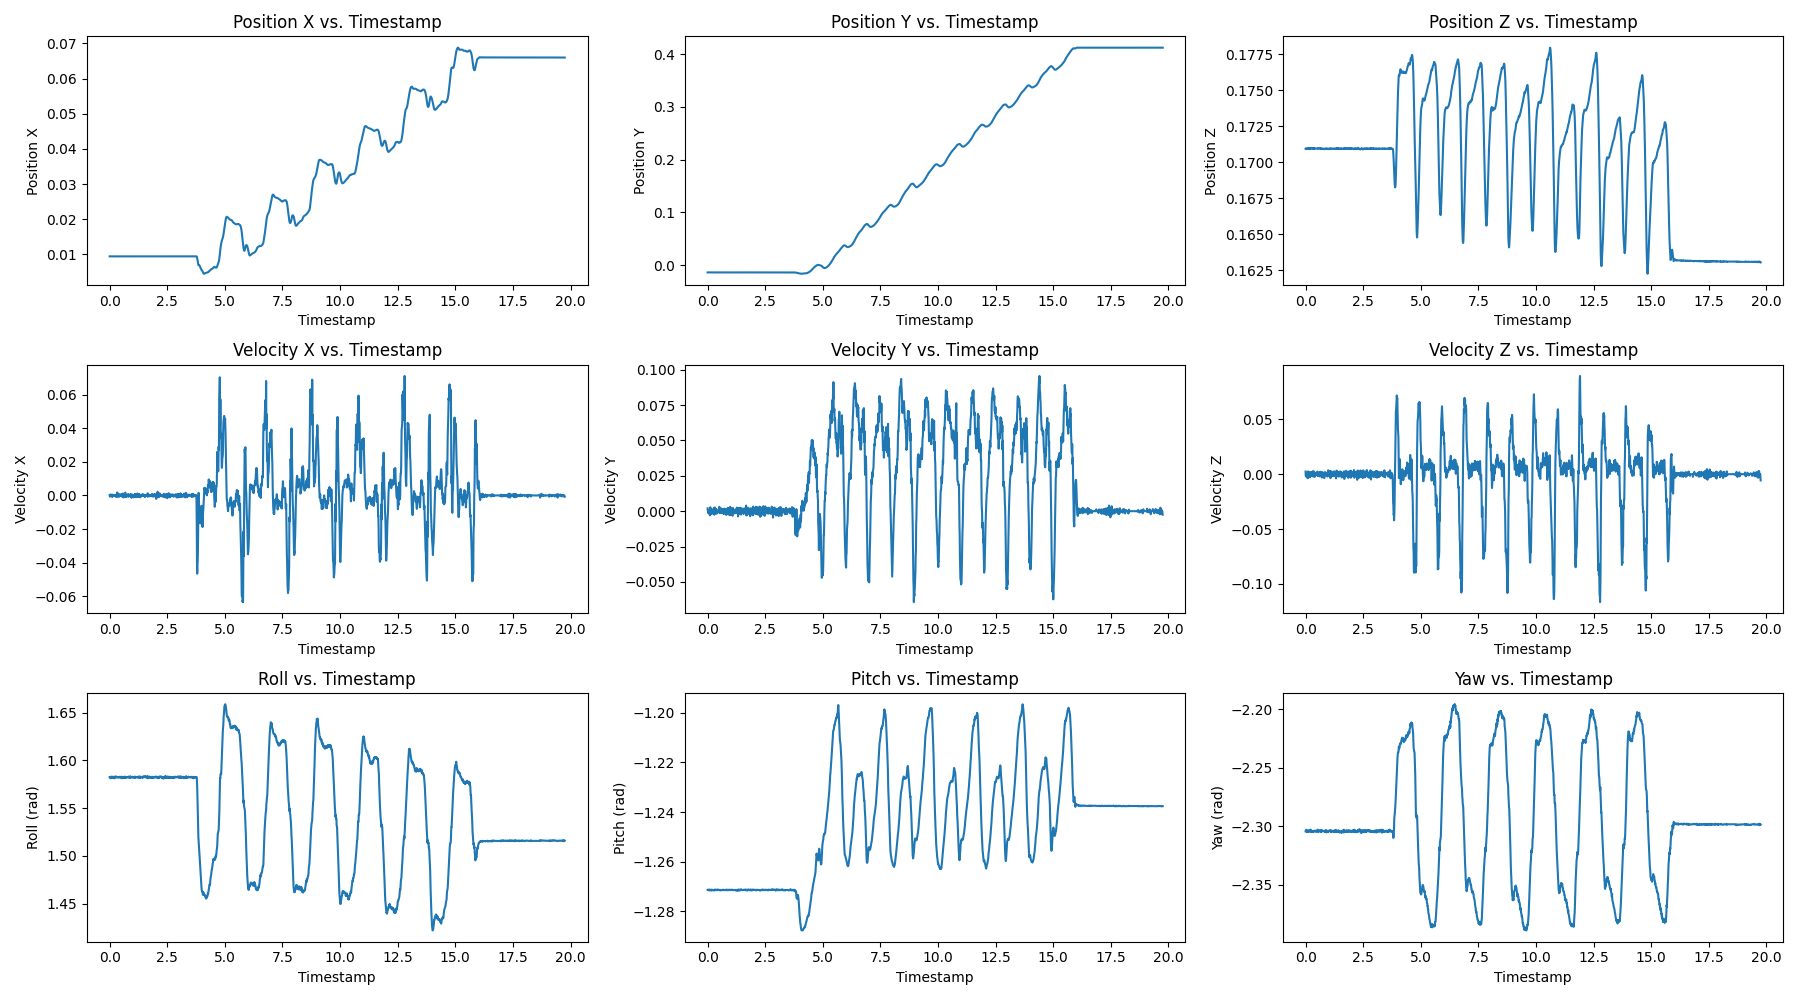 Position X vs. Timestamp
Position X
0.07
0.06
0.05
0.04
0.03
0.02
0.01
0.0 2.5 5.0 7.5 10.0 12.5 15.0 17.5 20.0
Timestamp
Position Y vs. Timestamp
Position Y
0.4
0.3
0.2
0.1
0.0
0.0 2.5 5.0 7.5 10.0 12.5 15.0 17.5 20.0
Timestamp
Position Z vs. Timestamp
Position Z
0.1775
0.1750
0.1725
0.1700
0.1675
0.1650
0.1625
0.0 2.5 5.0 7.5 10.0 12.5 15.0 17.5 20.0
Timestamp
Velocity X vs. Timestamp
Velocity X
0.06
0.04
0.02
0.00
−0.02
−0.04
−0.06
0.0 2.5 5.0 7.5 10.0 12.5 15.0 17.5 20.0
Timestamp
Velocity Y vs. Timestamp
Velocity Y
0.100
0.075
0.050
0.025
0.000
−0.025
−0.050
0.0 2.5 5.0 7.5 10.0 12.5 15.0 17.5 20.0
Timestamp
Velocity Z vs. Timestamp
Velocity Z
0.05
0.00
−0.05
−0.10
0.0 2.5 5.0 7.5 10.0 12.5 15.0 17.5 20.0
Timestamp
Roll vs. Timestamp
Roll (rad)
1.65
1.60
1.55
1.50
1.45
0.0 2.5 5.0 7.5 10.0 12.5 15.0 17.5 20.0
Timestamp
Pitch vs. Timestamp
Pitch (rad)
−1.20
−1.22
−1.24
−1.26
−1.28
0.0 2.5 5.0 7.5 10.0 12.5 15.0 17.5 20.0
Timestamp
Yaw vs. Timestamp
Yaw (rad)
−2.20
−2.25
−2.30
−2.35
0.0 2.5 5.0 7.5 10.0 12.5 15.0 17.5 20.0
Timestamp